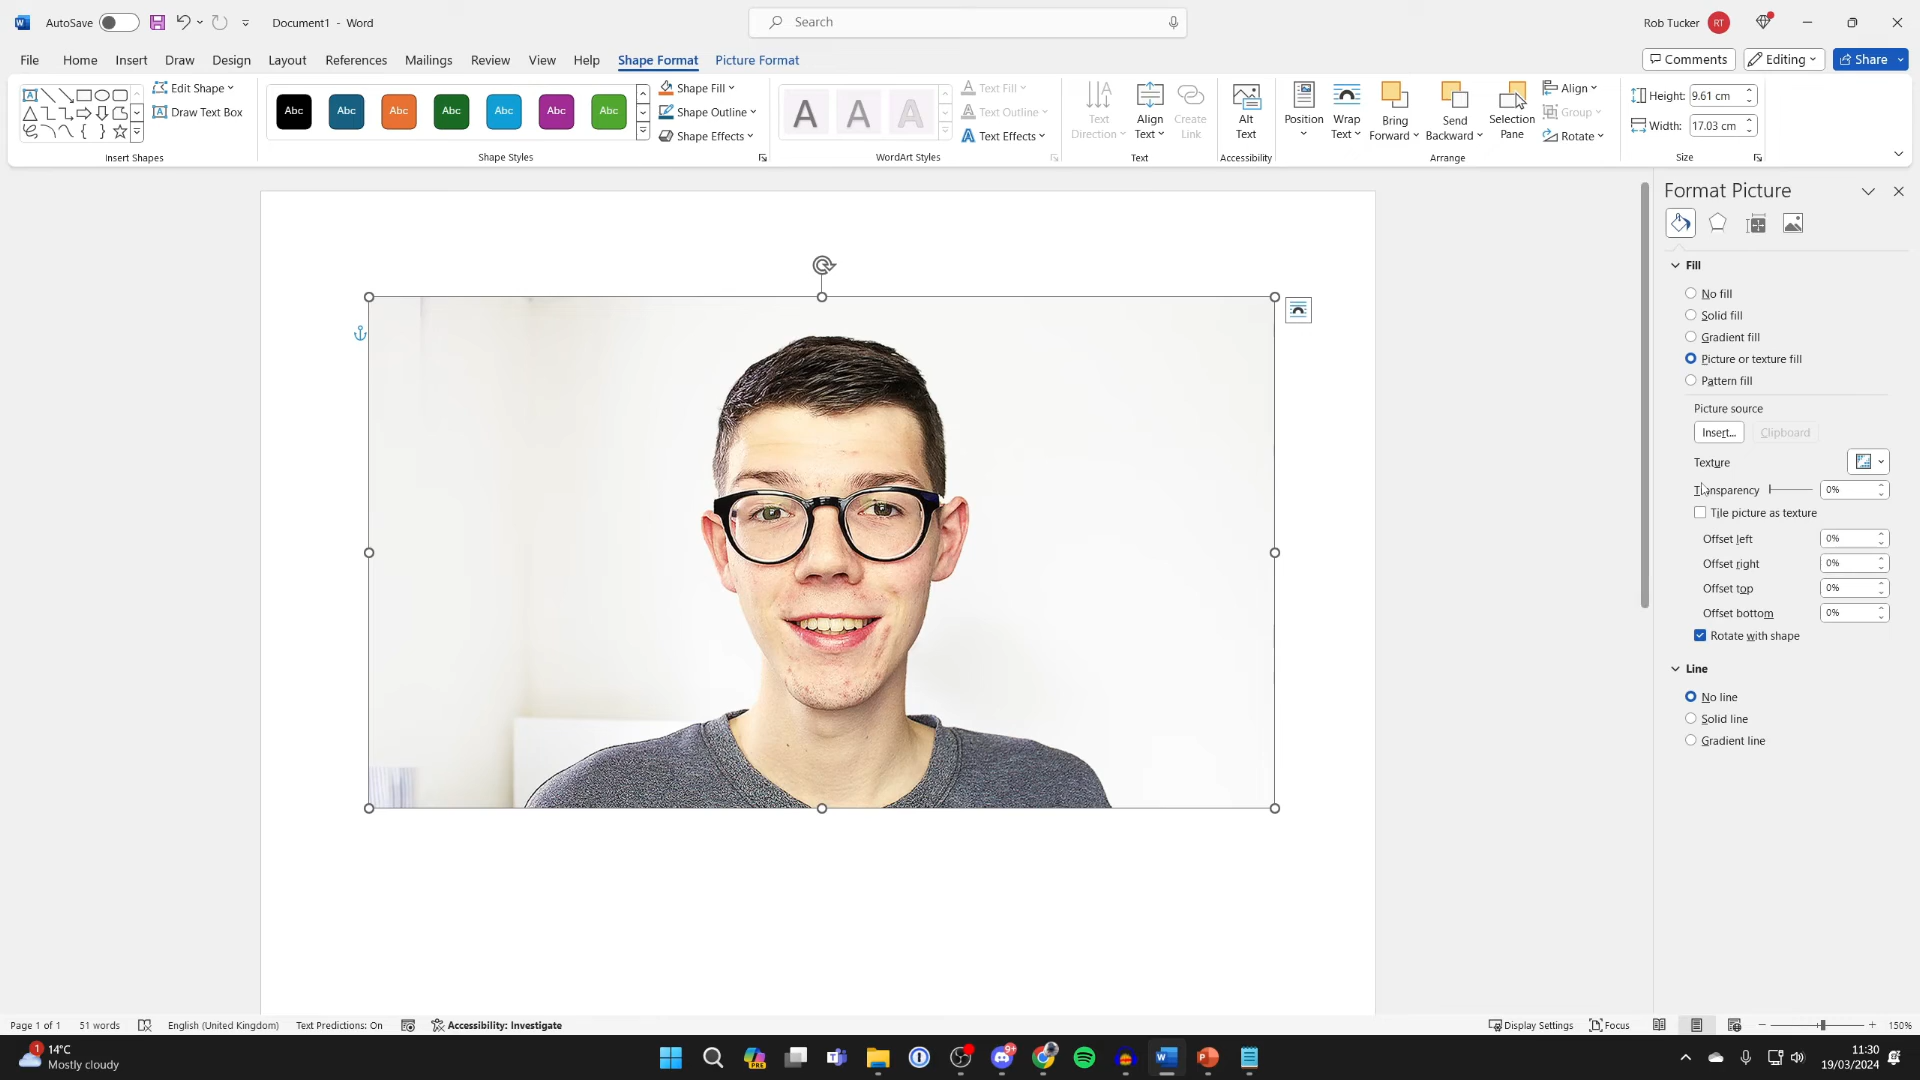 AutoSave
Document1 - Word
Search
Rob Tucker RT
File Home Insert Draw Design Layout References Mailings Review View Help Shape Format Picture Format
Comments Editing Share
Edit Shape
Draw Text Box
Insert Shapes
Abc Abc Abc Abc Abc Abc Abc
Shape Fill
Shape Outline
Shape Effects
Shape Styles
A A A
Text Fill
Text Outline
Text Effects
WordArt Styles
Text Direction
Align Text
Create Link
Text
Alt Text
Accessibility
Position
Wrap Text
Bring Forward
Send Backward
Selection Pane
Align
Group
Rotate
Arrange
Height: 9.61 cm
Width: 17.03 cm
Size
Format Picture
Fill
No fill
Solid fill
Gradient fill
Picture or texture fill
Pattern fill
Picture source
Insert... Clipboard
Texture
Transparency 0%
Tile picture as texture
Offset left 0%
Offset right 0%
Offset top 0%
Offset bottom 0%
Rotate with shape
Line
No line
Solid line
Gradient line
Page 1 of 1 51 words English (United Kingdom) Text Predictions: On Accessibility: Investigate Display Settings Focus 150%
1 14°C
Mostly cloudy
PRE
9+
11:30
19/03/2024